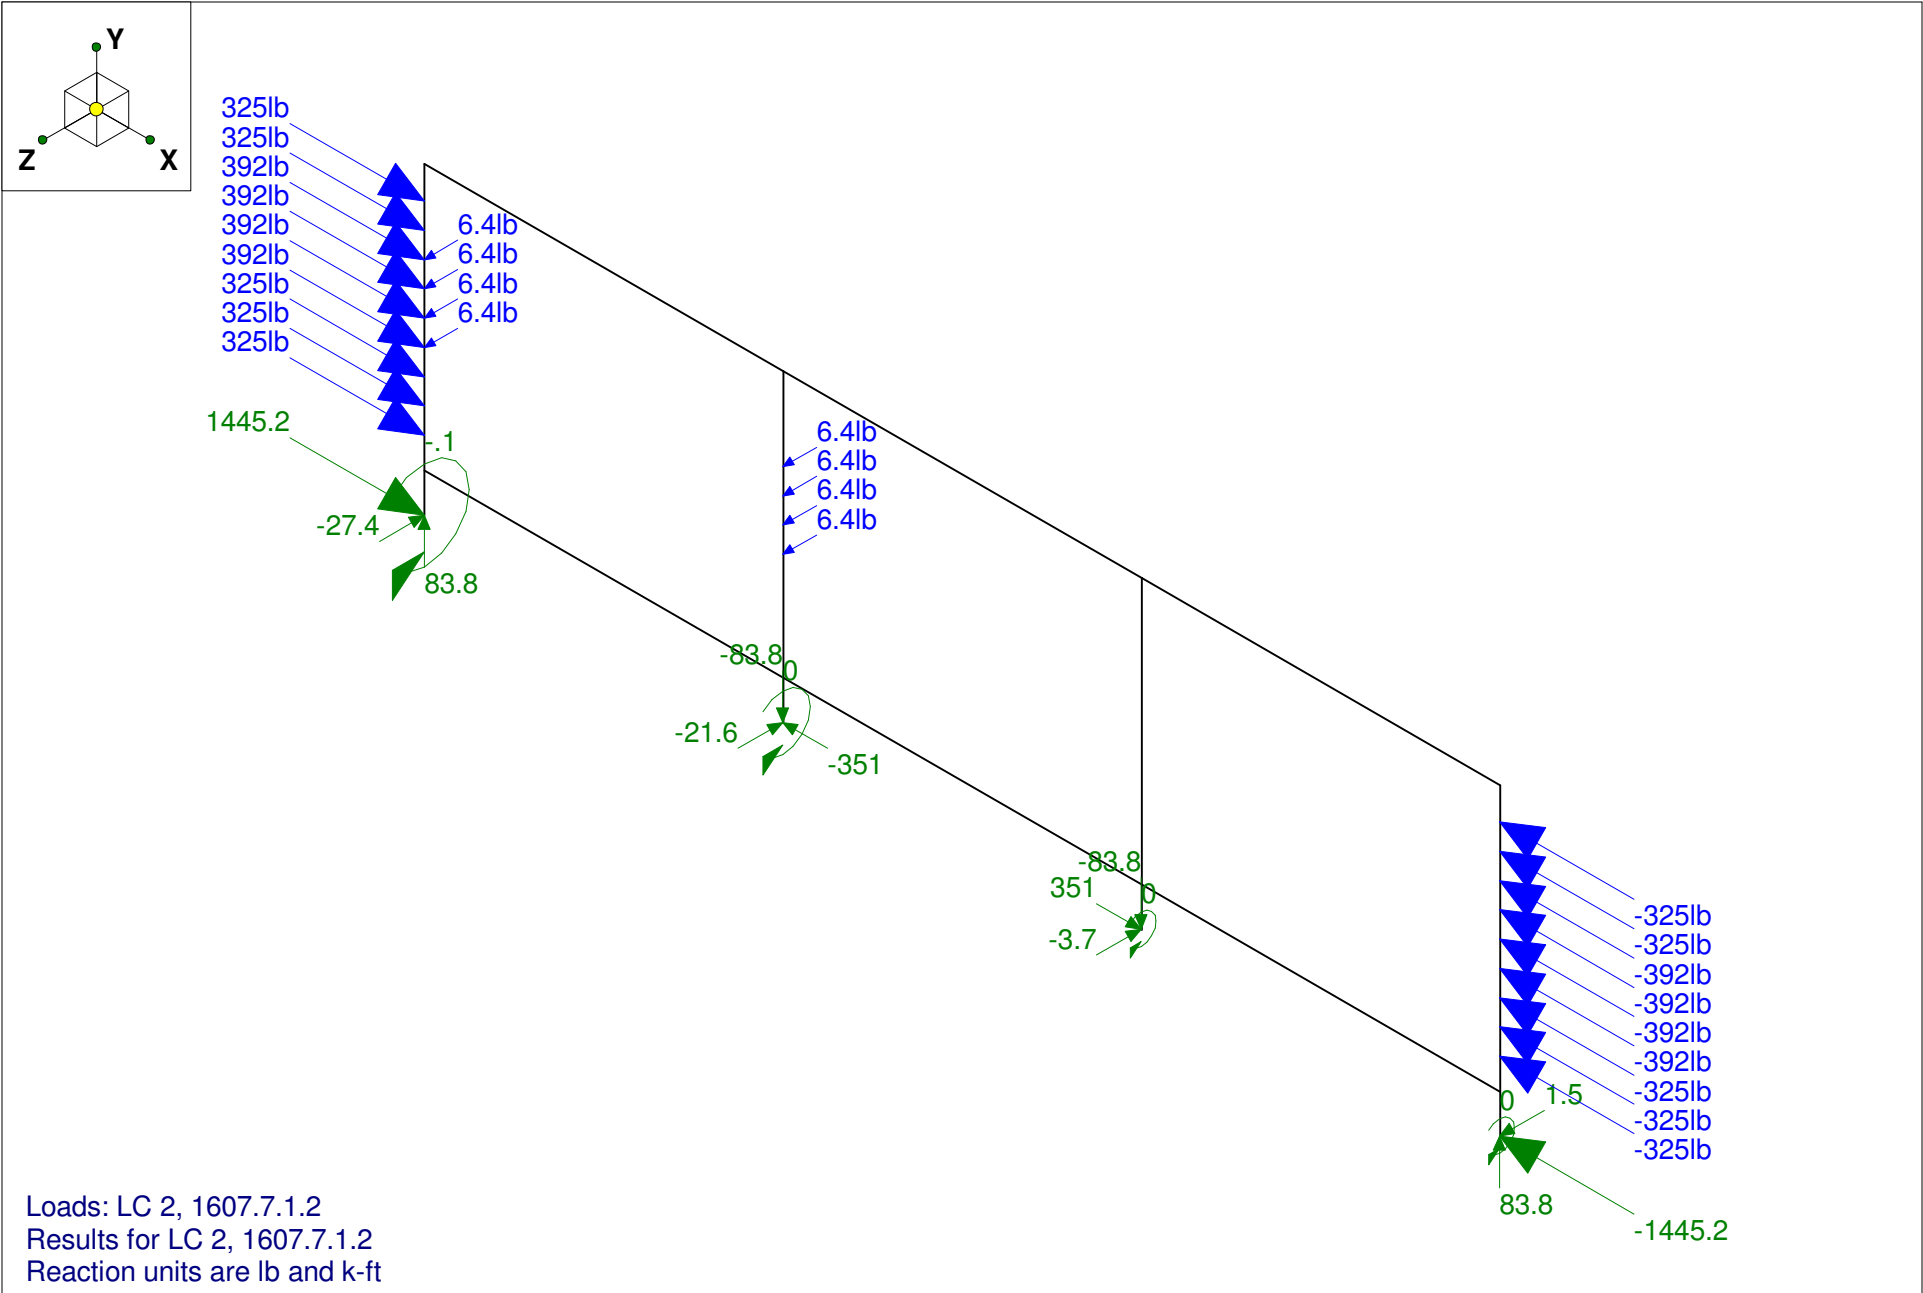 Y
Z
X
325lb
325lb
392lb
392lb
392lb
392lb
325lb
325lb
325lb
6.4lb
6.4lb
6.4lb
6.4lb
1445.2
-.1
-27.4
83.8
6.4lb
6.4lb
6.4lb
6.4lb
-83.8
0
-21.6
-351
-83.8
351
0
-3.7
-325lb
-325lb
-392lb
-392lb
-392lb
-392lb
-325lb
-325lb
-325lb
0
1.5
83.8
-1445.2
Loads: LC 2, 1607.7.1.2
Results for LC 2, 1607.7.1.2
Reaction units are lb and k-ft